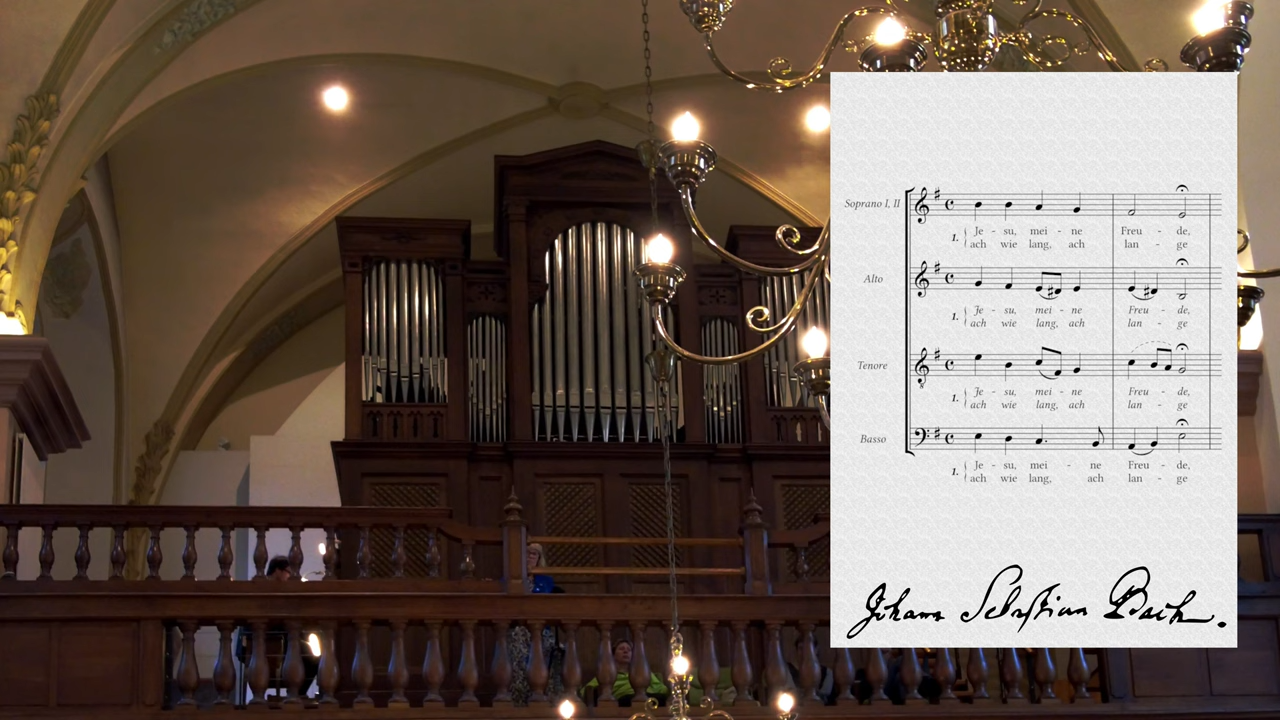 Soprano I, II
1. Je - su, mei - ne Freu - de,
ach wie lang, ach lan - ge
Alto
1. Je - su, mei - ne Freu - de,
ach wie lang, ach lan - ge
Tenore
8
1. Je - su, mei - ne Freu - de,
ach wie lang, ach lan - ge
Basso
1. Je - su, mei - ne Freu - de,
ach wie lang, ach lan - ge
Johann Sebastian Bach.